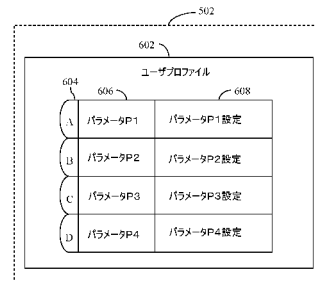 502
602
ユーザプロファイル
604 606 608
A パラメータP1 パラメータP1設定
B パラメータP2 パラメータP2設定
C パラメータP3 パラメータP3設定
D パラメータP4 パラメータP4設定